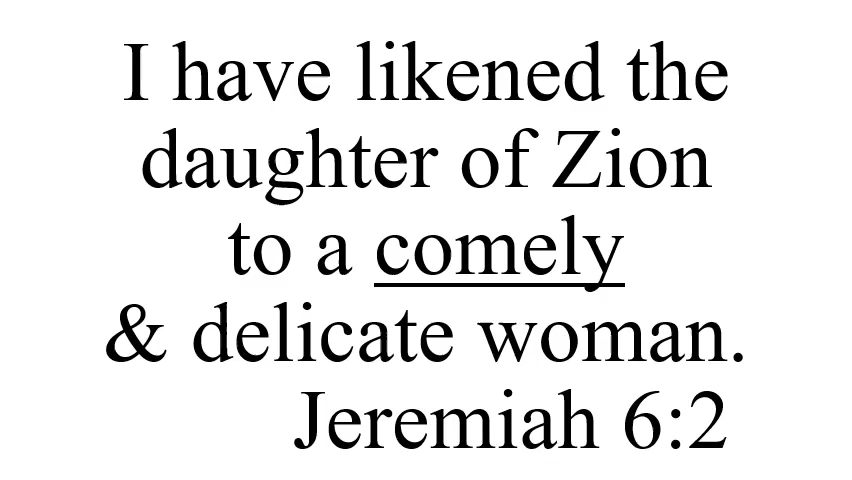 I have likened the
daughter of Zion
to a comely
& delicate woman.
Jeremiah 6:2